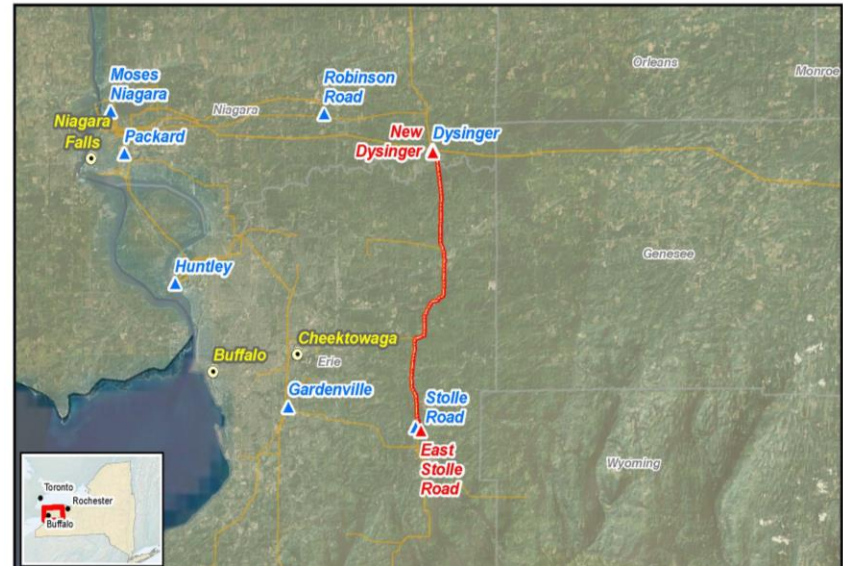 Orleans
Monroe
Moses
Niagara
Robinson
Road
Niagara
Niagara
Falls
Packard
New
Dysinger
Dysinger
Genesee
Huntley
Cheektowaga
Buffalo
Erie
Gardenville
Stolle
Road
East
Stolle
Road
Wyoming
Toronto
Rochester
Buffalo